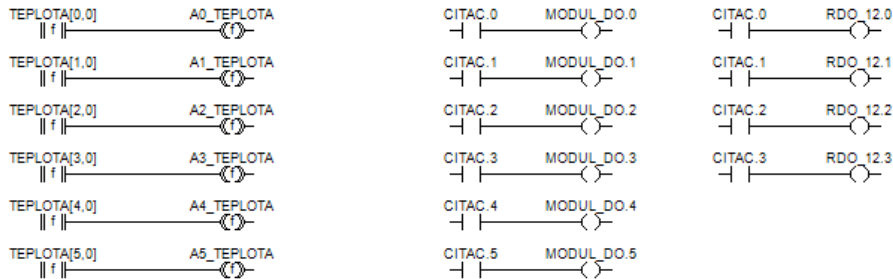 TEPLOTA[0,0] A0_TEPLOTA CITAC.0 MODUL_DO.0 CITAC.0 RDO_12.0
f f
TEPLOTA[1,0] A1_TEPLOTA CITAC.1 MODUL_DO.1 CITAC.1 RDO_12.1
f f
TEPLOTA[2,0] A2_TEPLOTA CITAC.2 MODUL_DO.2 CITAC.2 RDO_12.2
f f
TEPLOTA[3,0] A3_TEPLOTA CITAC.3 MODUL_DO.3 CITAC.3 RDO_12.3
f f
TEPLOTA[4,0] A4_TEPLOTA CITAC.4 MODUL_DO.4
f f
TEPLOTA[5,0] A5_TEPLOTA CITAC.5 MODUL_DO.5
f f